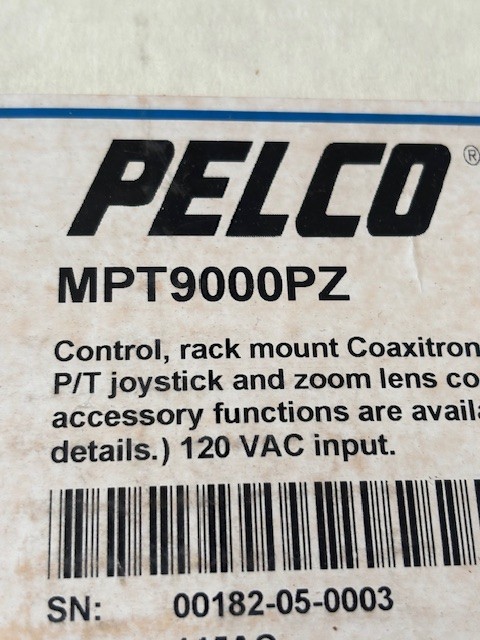 PELCO®
MPT9000PZ
Control, rack mount Coaxitron
P/T joystick and zoom lens co
accessory functions are availa
details.) 120 VAC input.
SN: 00182-05-0003